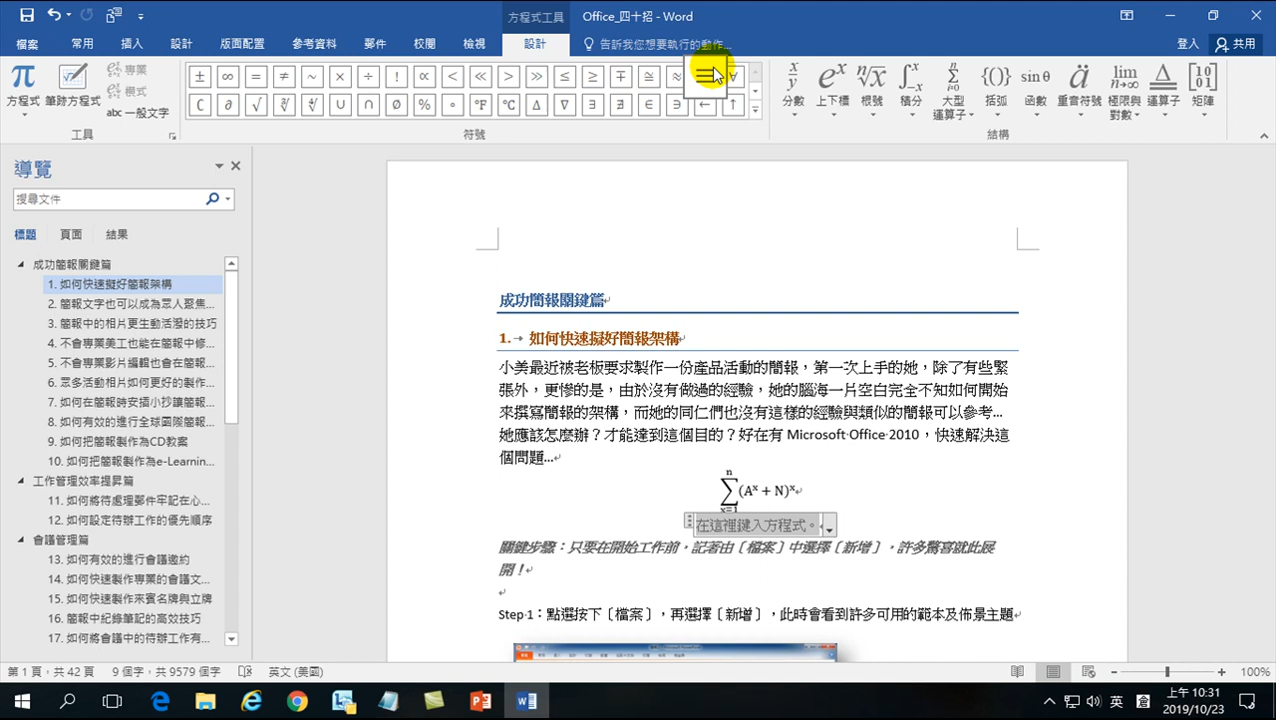 方程式工具 Office_四十招 - Word
檔案 常用 插入 設計 版面配置 參考資料 郵件 校閱 檢視 設計 告訴我您想要執行的動作... 登入 共用
π 方程式 筆跡方程式 專業 線式 abc 一般文字
± ∞ = ≠ ~ × ÷ ! ∝ < ≪ > ≫ ≤ ≥ ∓ ≅ ≈ ≡ ∀
∁ ∂ √ ∛ ∜ ∪ ∩ ∅ % ° ℉ ℃ ∆ ∇ ∃ ∄ ∈ ∋ ← ↑
分數 上下標 根號 積分 大型運算子 括弧 函數 重音符號 極限與對數 運算子 矩陣
工具 符號 結構
導覽
搜尋文件
標題 頁面 結果
成功簡報關鍵篇
1. 如何快速擬好簡報架構
2. 簡報文字也可以成為眾人聚焦...
3. 簡報中的相片更生動活潑的技巧
4. 不會專業美工也能在簡報中修...
5. 不會專業影片編輯也會在簡報...
6. 眾多活動相片如何更好的製作...
7. 如何在簡報時安插小抄讓簡報...
8. 如何有效的進行全球團隊簡報...
9. 如何把簡報製作為CD教案
10. 如何把簡報製作為e-Learnin...
工作管理效率提昇篇
11. 如何將待處理郵件牢記在心...
12. 如何設定待辦工作的優先順序
會議管理篇
13. 如何有效的進行會議邀約
14. 如何快速製作專業的會議文...
15. 如何快速製作來賓名牌與立牌
16. 簡報中紀錄筆記的高效技巧
17. 如何將會議中的待辦工作有...
成功簡報關鍵篇
1. 如何快速擬好簡報架構
小美最近被老板要求製作一份產品活動的簡報，第一次上手的她，除了有些緊
張外，更慘的是，由於沒有做過的經驗，她的腦海一片空白完全不知如何開始
來撰寫簡報的架構，而她的同仁們也沒有這樣的經驗與類似的簡報可以參考...
她應該怎麼辦？才能達到這個目的？好在有 Microsoft Office 2010，快速解決這
個問題...
n
∑(Aˣ + N)ˣ
x=1
在這裡鍵入方程式。
關鍵步驟：只要在開始工作前，記著由〔檔案〕中選擇〔新增〕，許多驚喜就此展
開！
Step 1：點選按下〔檔案〕，再選擇〔新增〕，此時會看到許多可用的範本及佈景主題
第 1 頁，共 42 頁 9 個字，共 9579 個字 英文 (美國) 100%
英 上午 10:31
2019/10/23